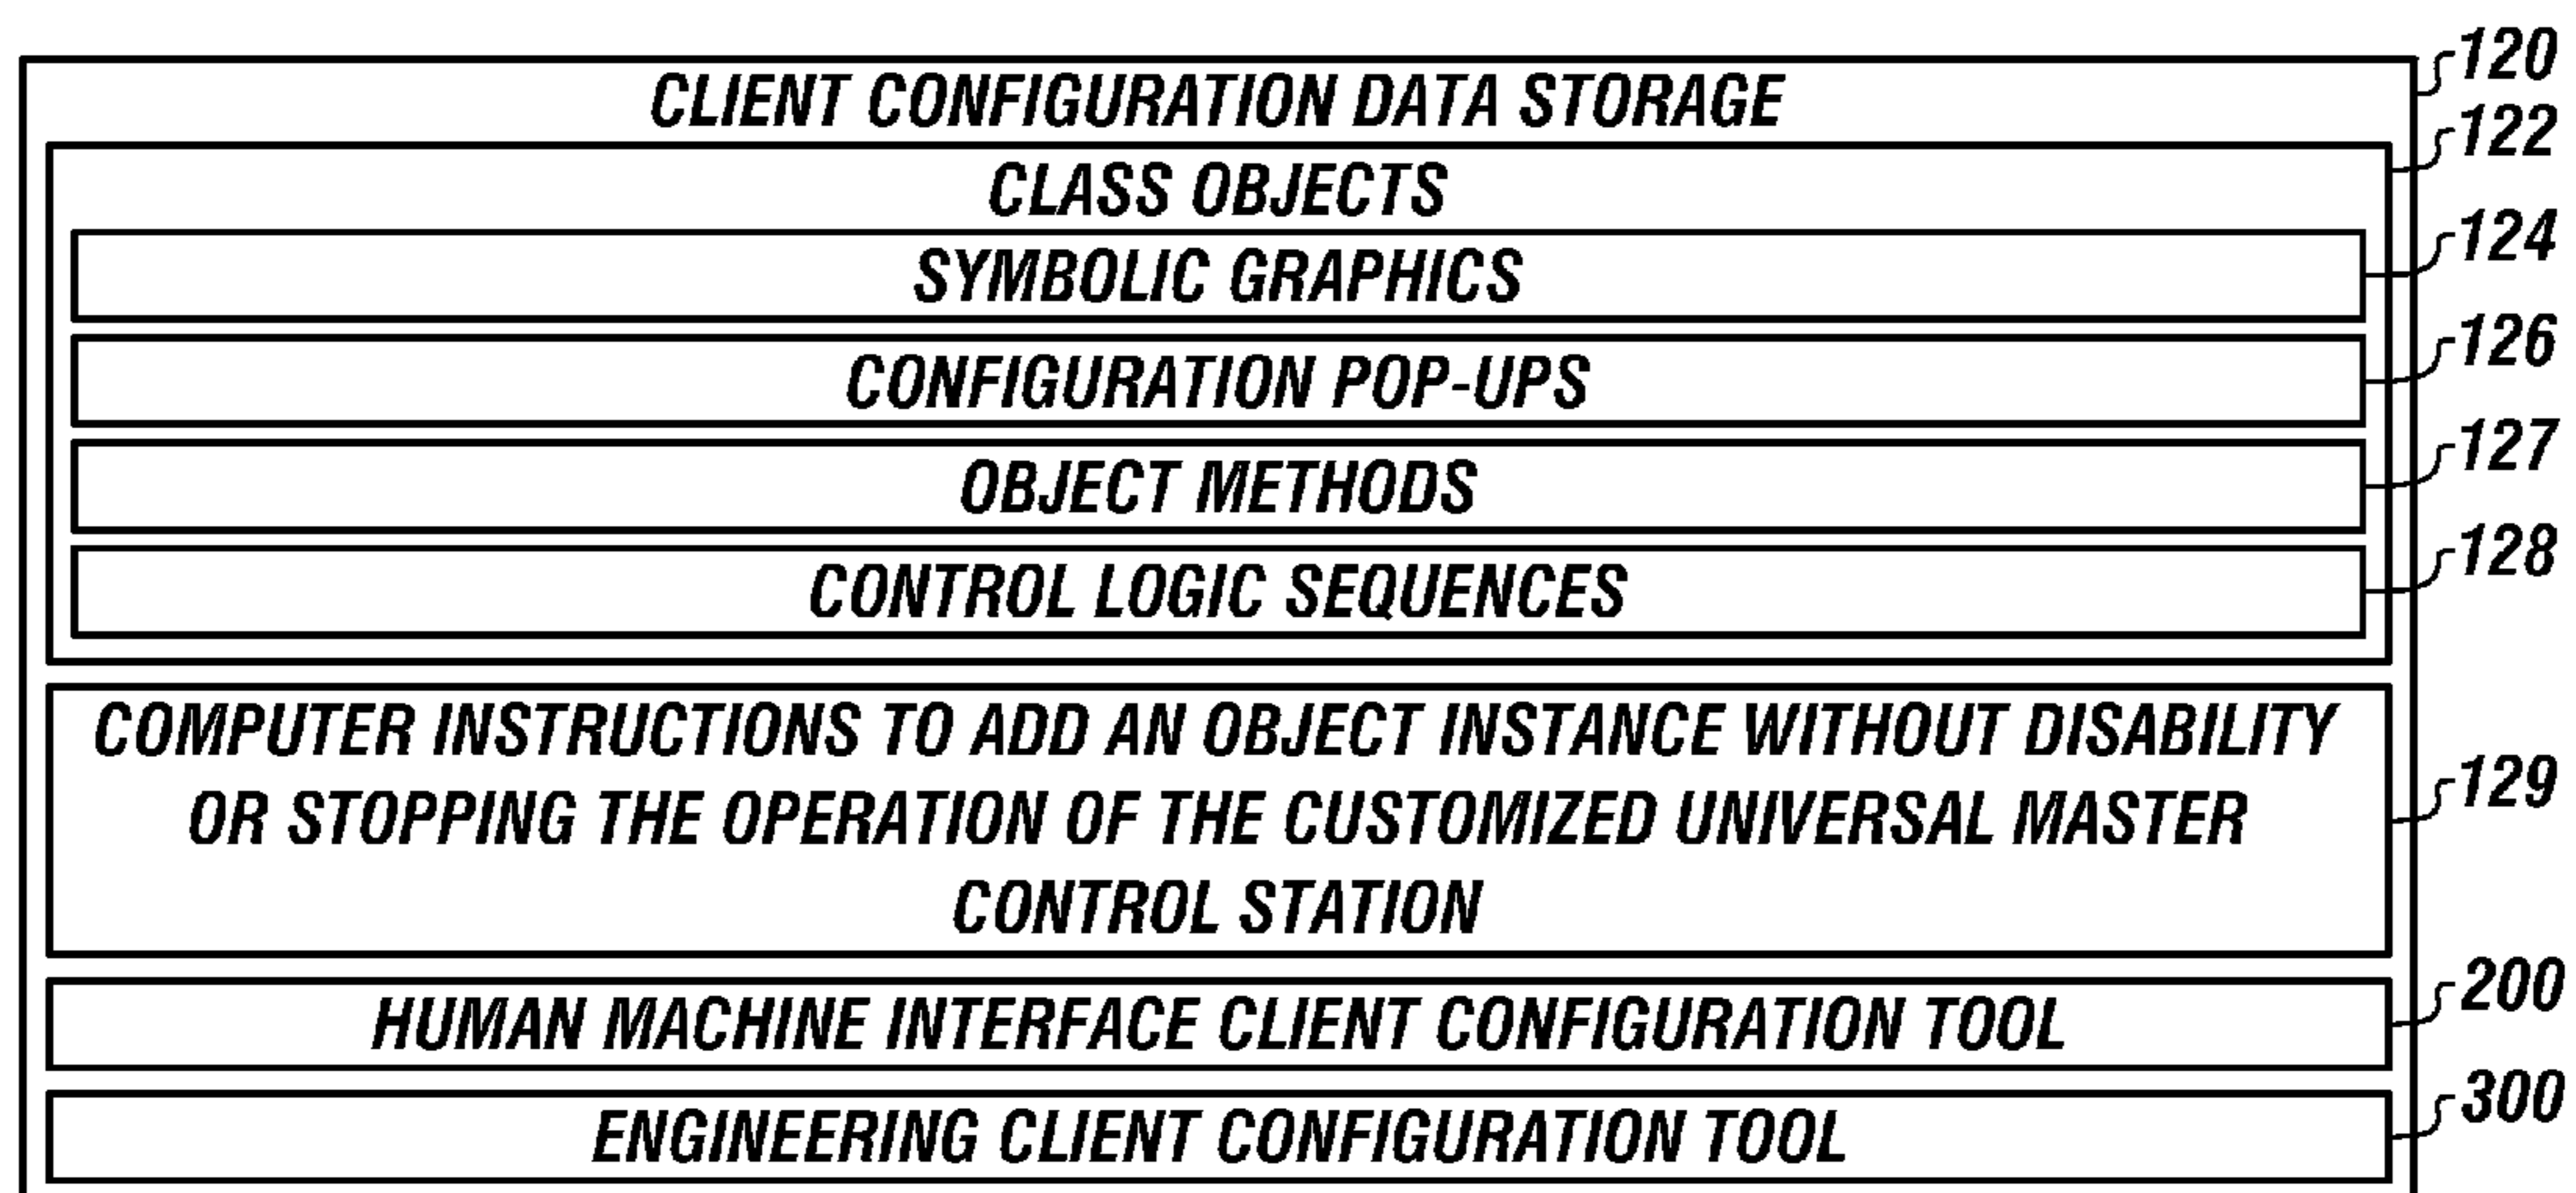 120
CLIENT CONFIGURATION DATA STORAGE
122
CLASS OBJECTS
124
SYMBOLIC GRAPHICS
126
CONFIGURATION POP-UPS
127
OBJECT METHODS
128
CONTROL LOGIC SEQUENCES
COMPUTER INSTRUCTIONS TO ADD AN OBJECT INSTANCE WITHOUT DISABILITY
129
OR STOPPING THE OPERATION OF THE CUSTOMIZED UNIVERSAL MASTER
CONTROL STATION
200
HUMAN MACHINE INTERFACE CLIENT CONFIGURATION TOOL
300
ENGINEERING CLIENT CONFIGURATION TOOL